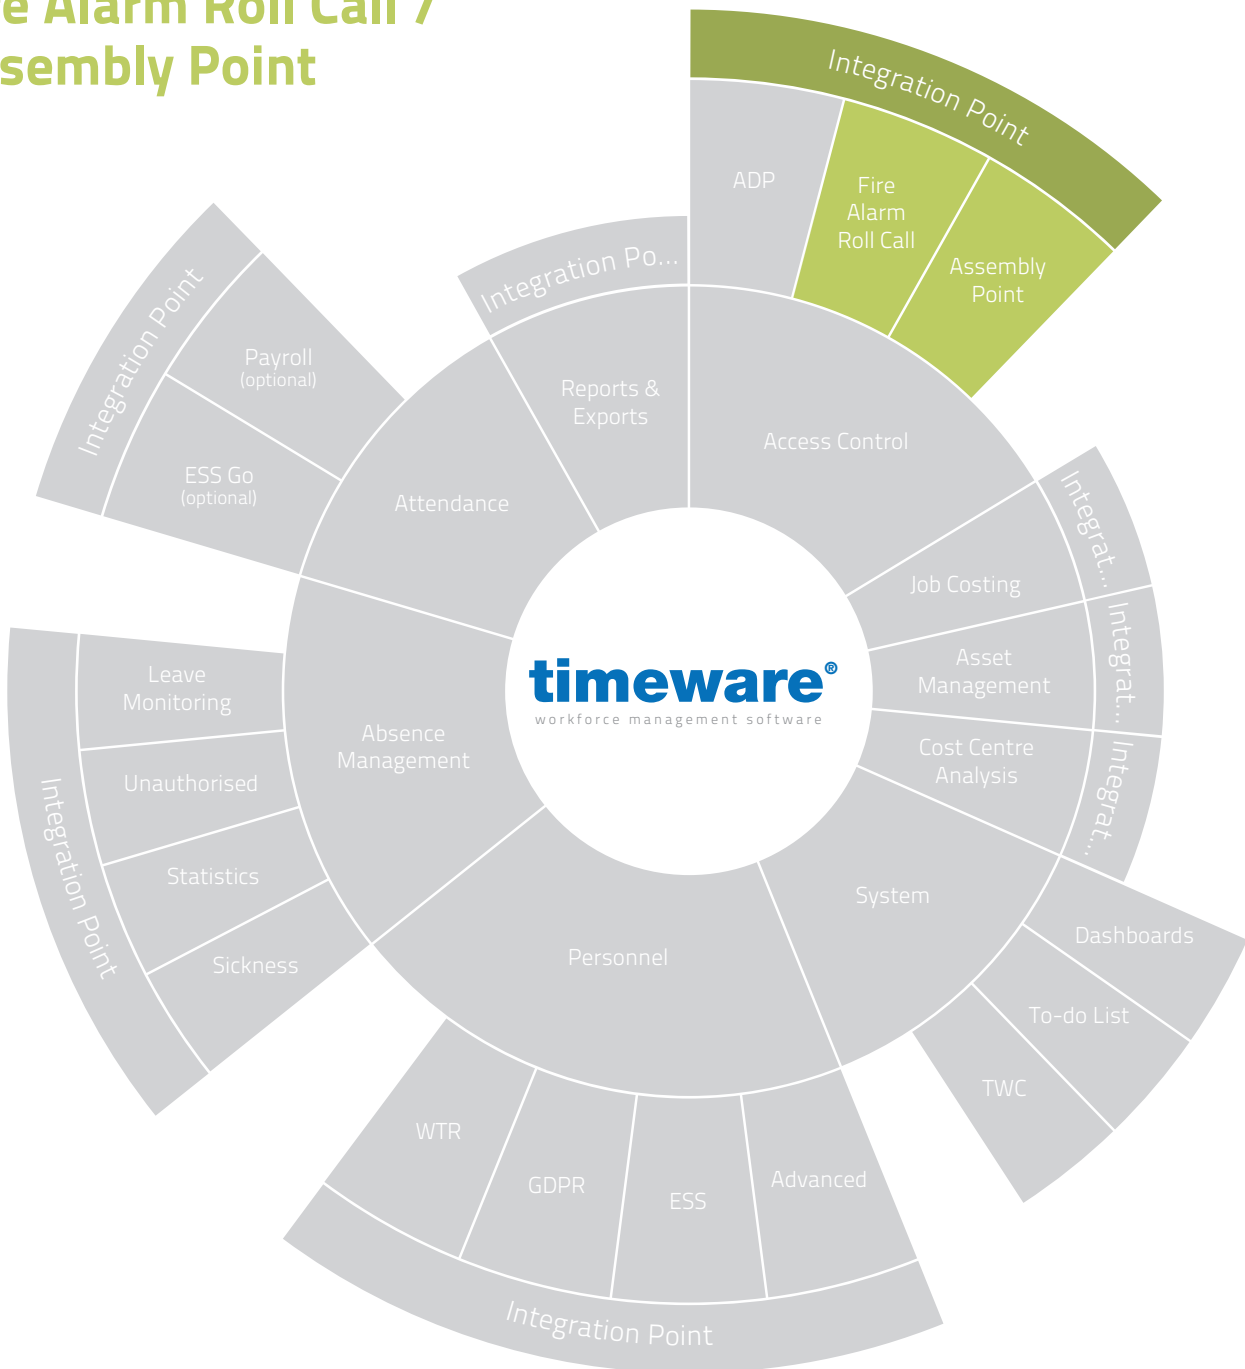 e Alarm Roll Call /
sembly Point
Integration Point
ADP
Fire
Alarm
Roll Call
Assembly
Point
Integration Po...
Integration Point
Payroll
(optional)
ESS Go
(optional)
Reports &
Exports
Access Control
Attendance
Integrat...
Job Costing
Integrat...
Asset
Management
Integrat...
Cost Centre
Analysis
timeware®
workforce management software
Leave
Monitoring
Unauthorised
Statistics
Sickness
Integration Point
Absence
Management
System
Personnel
Dashboards
To-do List
TWC
WTR
GDPR
ESS
Advanced
Integration Point